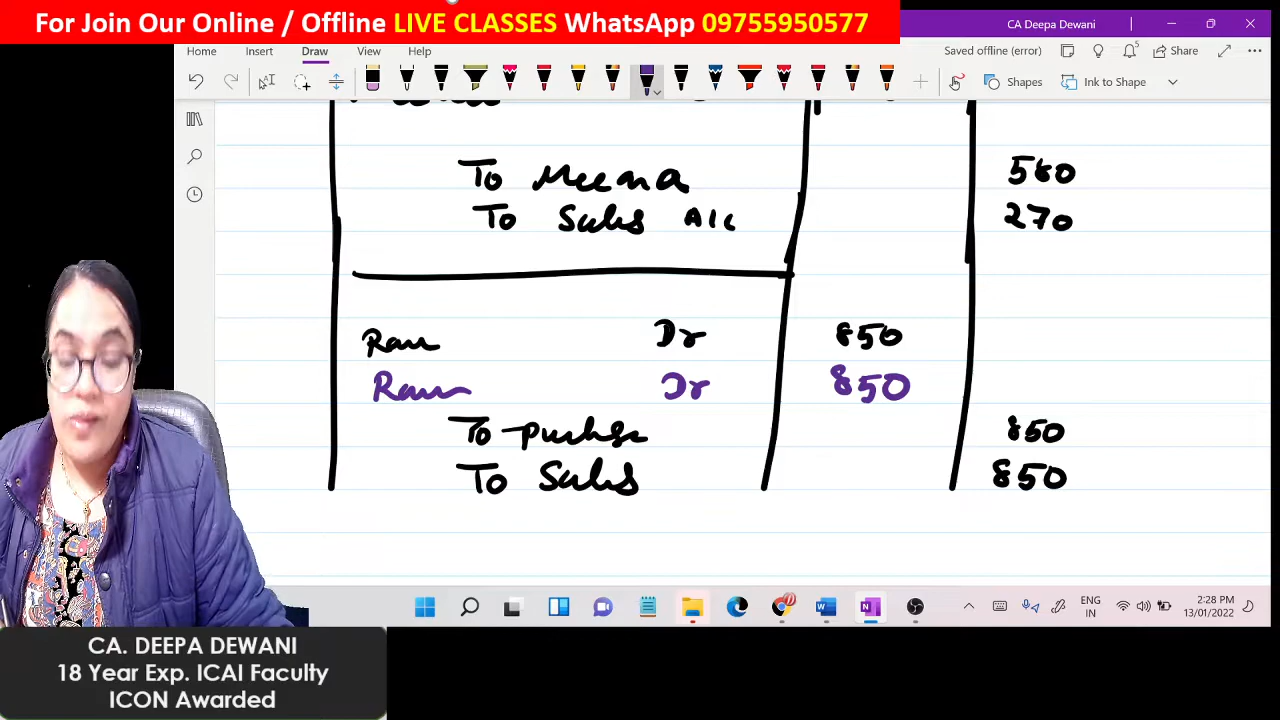 For Join Our Online / Offline LIVE CLASSES WhatsApp 09755950577
CA Deepa Dewani
Home Insert Draw View Help
Saved offline (error)
Share
Shapes
Ink to Shape
To Meena 580
To Sales A/c 270
Ram Dr 850
Ram Dr 850
To purchase 850
To Sales 850
ENG
IN
2:28 PM
13/01/2022
CA. DEEPA DEWANI
18 Year Exp. ICAI Faculty
ICON Awarded